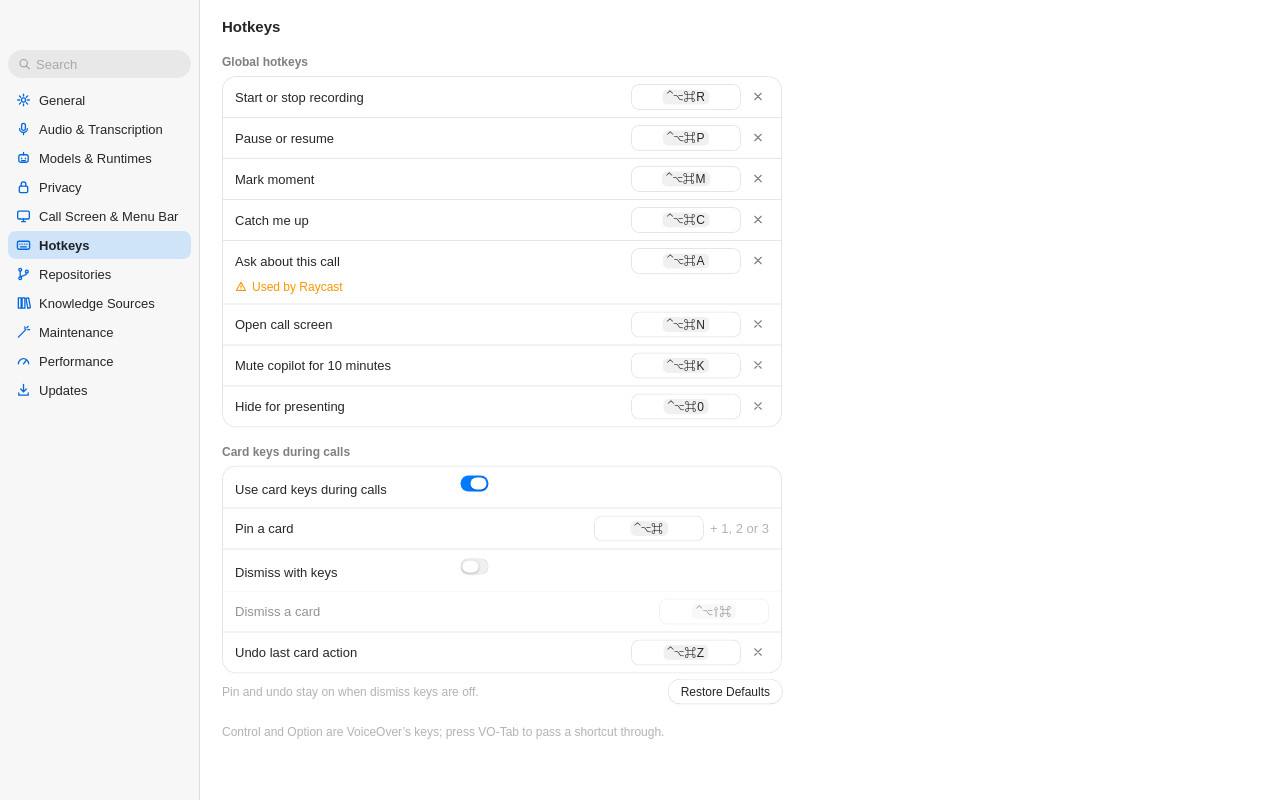 Hotkeys
Search
General
Audio & Transcription
Models & Runtimes
Privacy
Call Screen & Menu Bar
Hotkeys
Repositories
Knowledge Sources
Maintenance
Performance
Updates
Global hotkeys
Start or stop recording ⌃⌥⌘R
Pause or resume ⌃⌥⌘P
Mark moment ⌃⌥⌘M
Catch me up ⌃⌥⌘C
Ask about this call ⌃⌥⌘A
Used by Raycast
Open call screen ⌃⌥⌘N
Mute copilot for 10 minutes ⌃⌥⌘K
Hide for presenting ⌃⌥⌘0
Card keys during calls
Use card keys during calls
Pin a card ⌃⌥⌘ + 1, 2 or 3
Dismiss with keys
Dismiss a card ⌃⌥⇧⌘
Undo last card action ⌃⌥⌘Z
Pin and undo stay on when dismiss keys are off.
Restore Defaults
Control and Option are VoiceOver’s keys; press VO-Tab to pass a shortcut through.